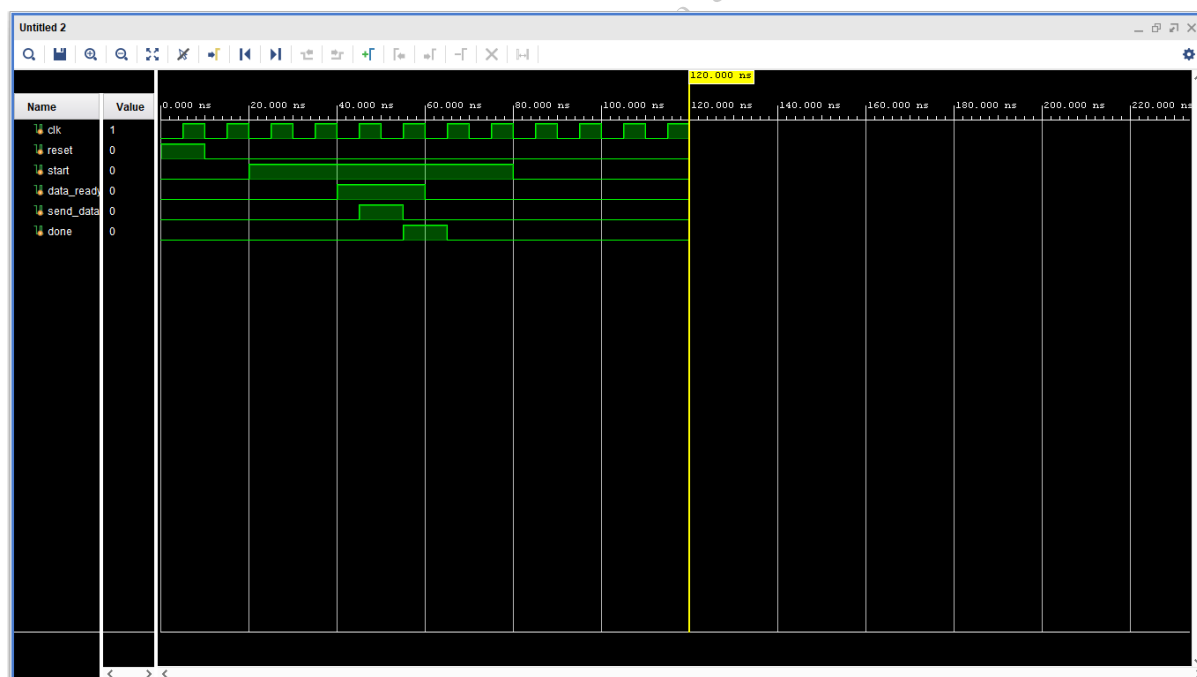 Untitled 2
120.000 ns
Name Value 0.000 ns 20.000 ns 40.000 ns 60.000 ns 80.000 ns 100.000 ns 120.000 ns 140.000 ns 160.000 ns 180.000 ns 200.000 ns 220.000 ns
clk 1
reset 0
start 0
data_ready 0
send_data 0
done 0